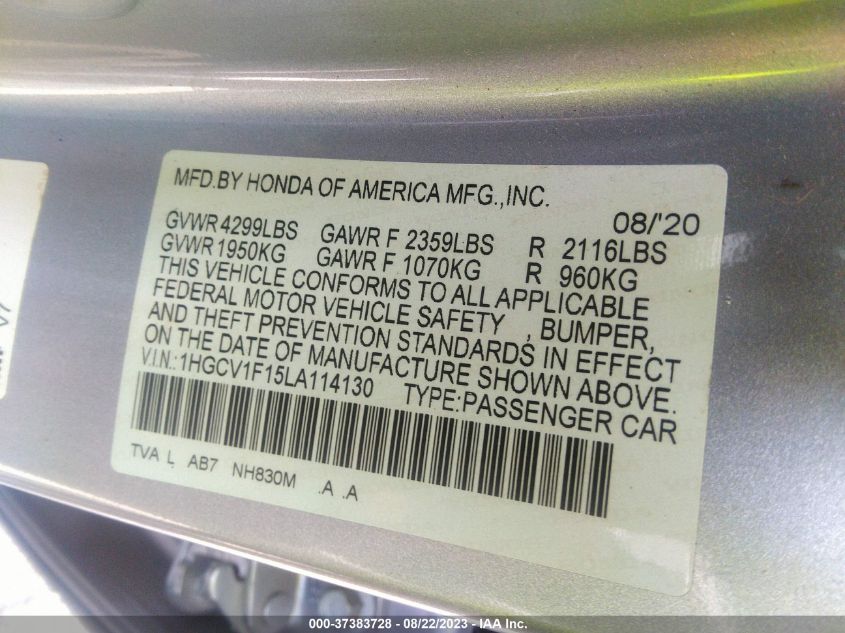 MFD.BY HONDA OF AMERICA MFG.,INC.
08/'20
GVWR 4299LBS GAWR F 2359LBS R 2116LBS
GVWR 1950KG GAWR F 1070KG R 960KG
THIS VEHICLE CONFORMS TO ALL APPLICABLE
FEDERAL MOTOR VEHICLE SAFETY , BUMPER,
AND THEFT PREVENTION STANDARDS IN EFFECT
ON THE DATE OF MANUFACTURE SHOWN ABOVE.
V.I.N.:1HGCV1F15LA114130 TYPE:PASSENGER CAR
TVA L AB7 NH830M .A .A
000-37383728 - 08/22/2023 - IAA Inc.